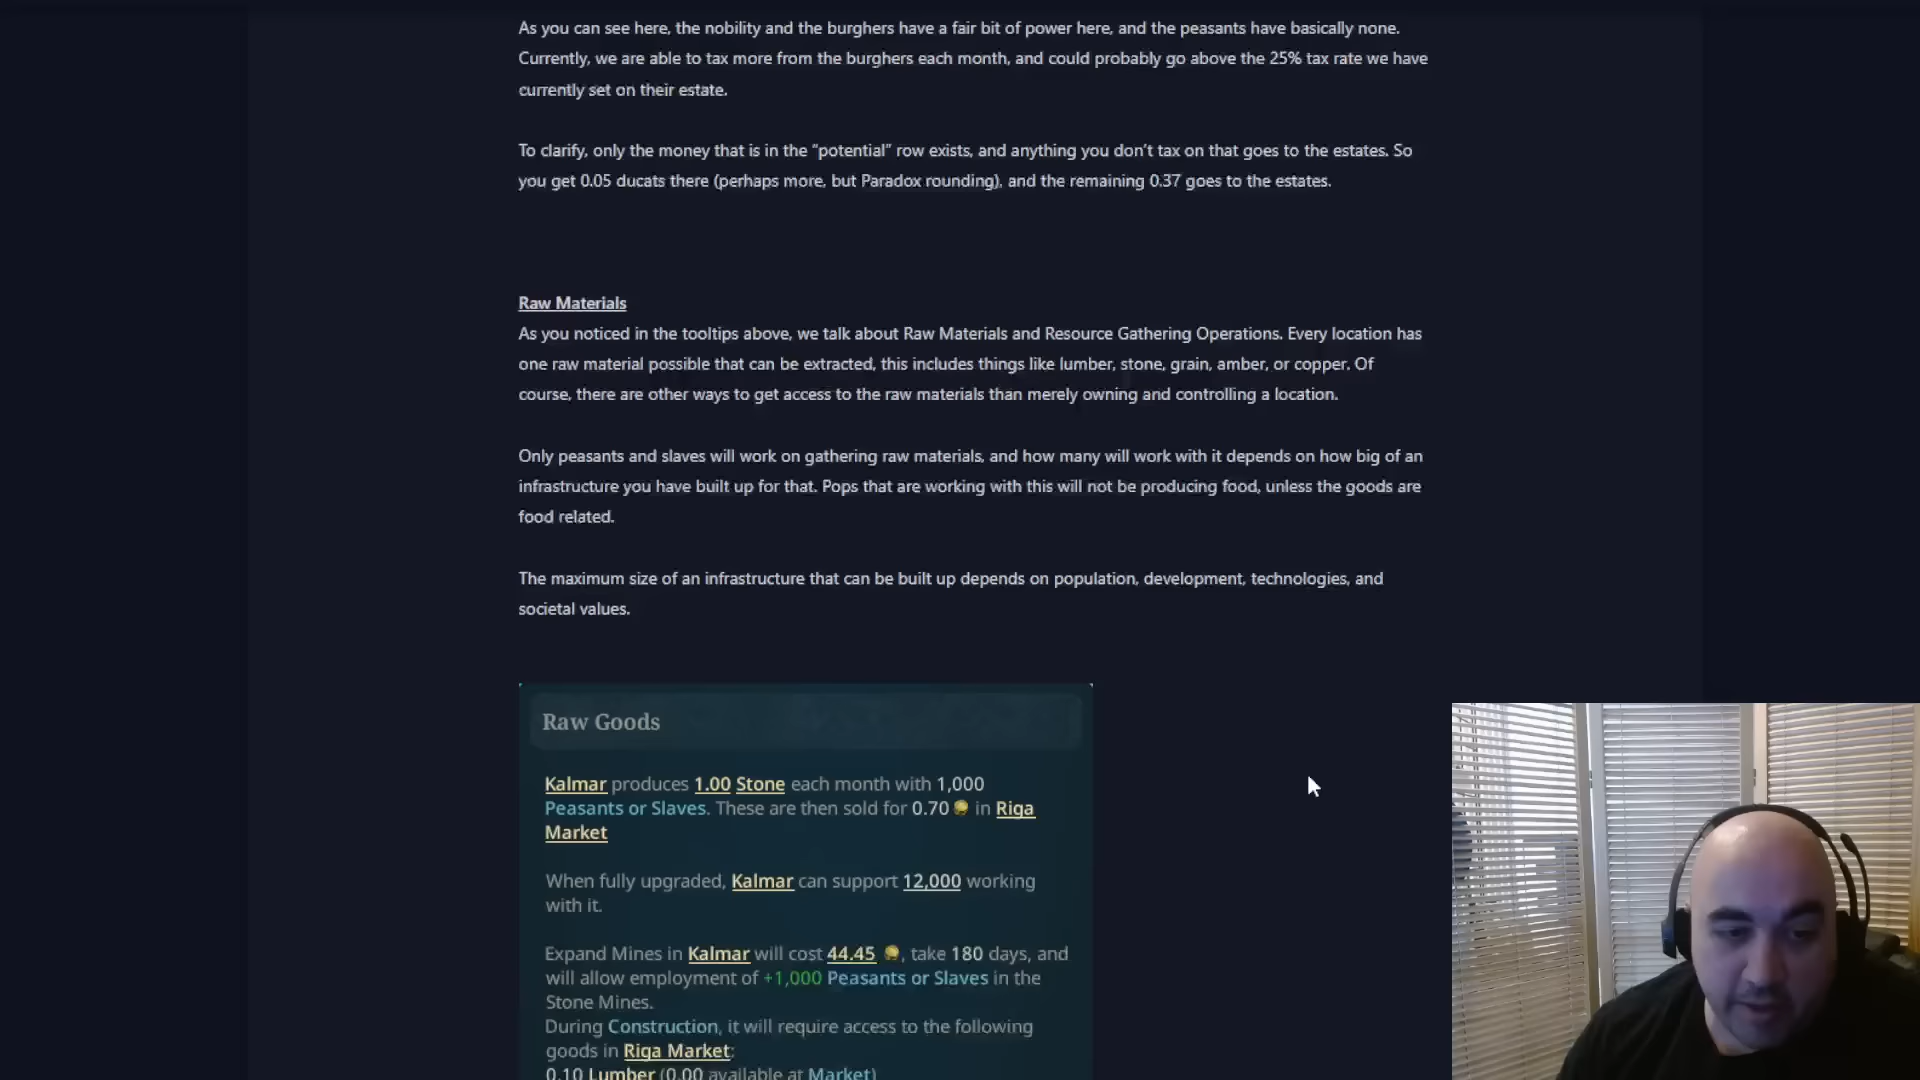 As you can see here, the nobility and the burghers have a fair bit of power here, and the peasants have basically none.
Currently, we are able to tax more from the burghers each month, and could probably go above the 25% tax rate we have
currently set on their estate.
To clarify, only the money that is in the “potential” row exists, and anything you don’t tax on that goes to the estates. So
you get 0.05 ducats there (perhaps more, but Paradox rounding), and the remaining 0.37 goes to the estates.
Raw Materials
As you noticed in the tooltips above, we talk about Raw Materials and Resource Gathering Operations. Every location has
one raw material possible that can be extracted, this includes things like lumber, stone, grain, amber, or copper. Of
course, there are other ways to get access to the raw materials than merely owning and controlling a location.
Only peasants and slaves will work on gathering raw materials, and how many will work with it depends on how big of an
infrastructure you have built up for that. Pops that are working with this will not be producing food, unless the goods are
food related.
The maximum size of an infrastructure that can be built up depends on population, development, technologies, and
societal values.
Raw Goods
Kalmar produces 1.00 Stone each month with 1,000
Peasants or Slaves. These are then sold for 0.70 in Riga
Market
When fully upgraded, Kalmar can support 12,000 working
with it.
Expand Mines in Kalmar will cost 44.45 , take 180 days, and
will allow employment of +1,000 Peasants or Slaves in the
Stone Mines.
During Construction, it will require access to the following
goods in Riga Market:
0.10 Lumber (0.00 available at Market)